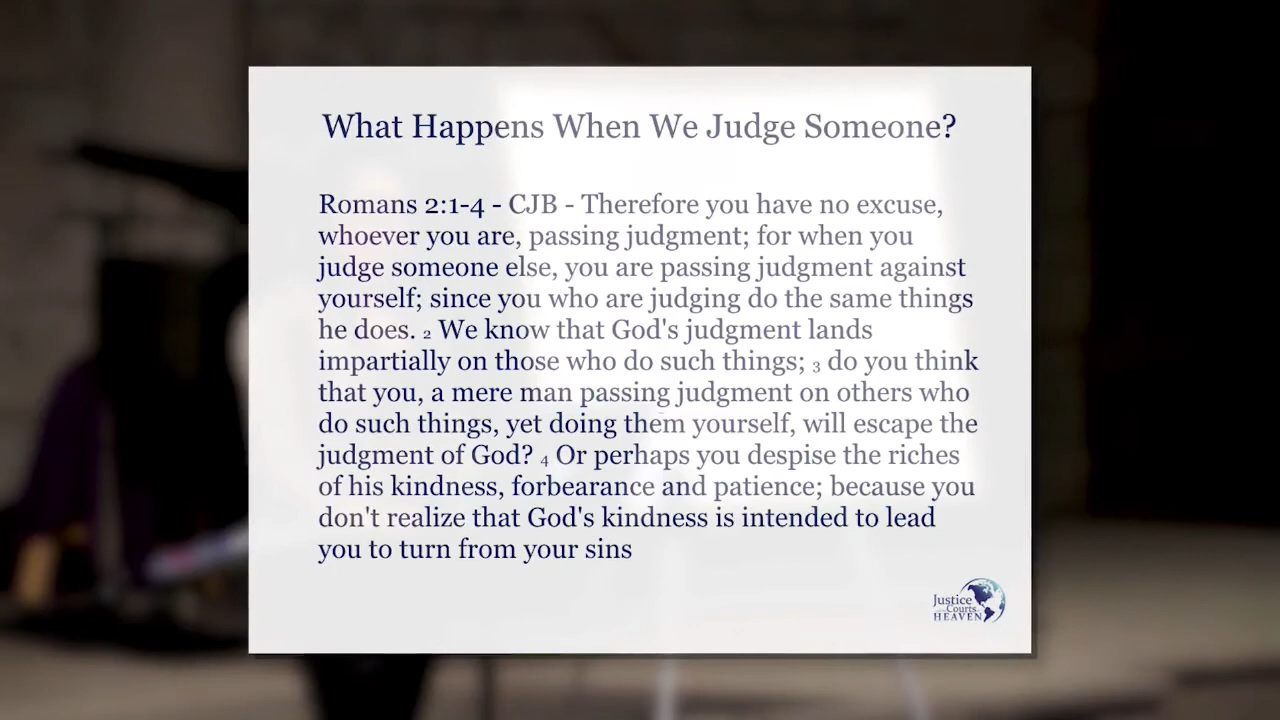 What Happens When We Judge Someone?
Romans 2:1-4 - CJB - Therefore you have no excuse,
whoever you are, passing judgment; for when you
judge someone else, you are passing judgment against
yourself; since you who are judging do the same things
he does. 2 We know that God's judgment lands
impartially on those who do such things; 3 do you think
that you, a mere man passing judgment on others who
do such things, yet doing them yourself, will escape the
judgment of God? 4 Or perhaps you despise the riches
of his kindness, forbearance and patience; because you
don't realize that God's kindness is intended to lead
you to turn from your sins
Justice
Courts
HEAVEN